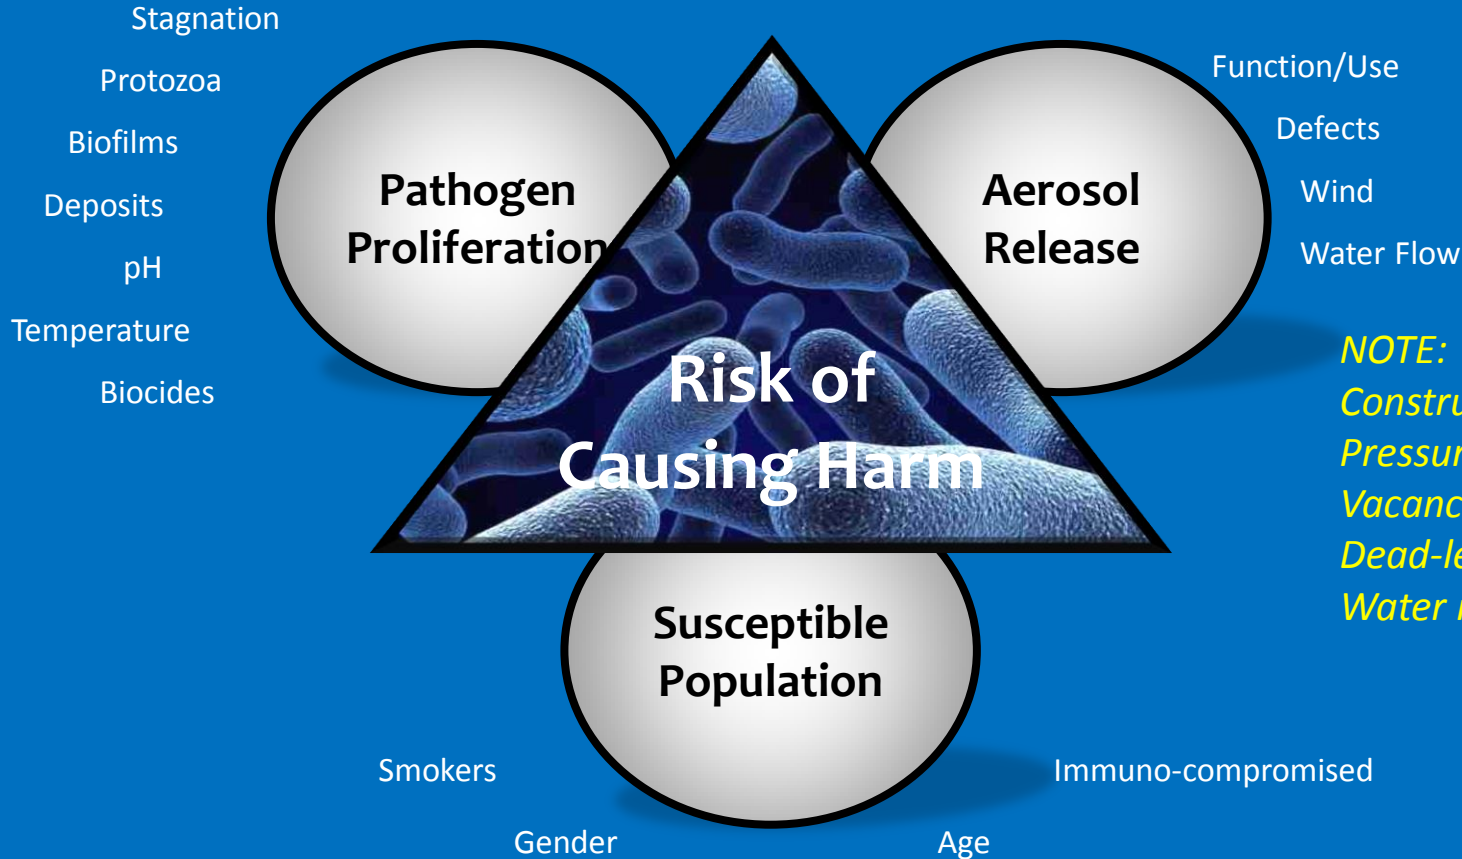 Stagnation
Protozoa
Biofilms
Deposits
pH
Temperature
Biocides
Pathogen
Proliferation
Aerosol
Release
Function/Use
Defects
Wind
Water Flow
NOTE:
Risk of
Causing Harm
Water
Susceptible
Population
Smokers
Gender
Age
Immuno-compromised